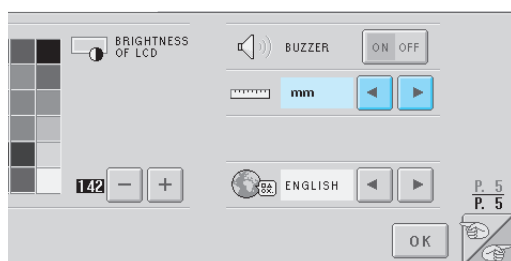 BRIGHTNESS
OF LCD
BUZZER
ON OFF
mm
142 − +
ENGLISH
P. 5
P. 5
OK